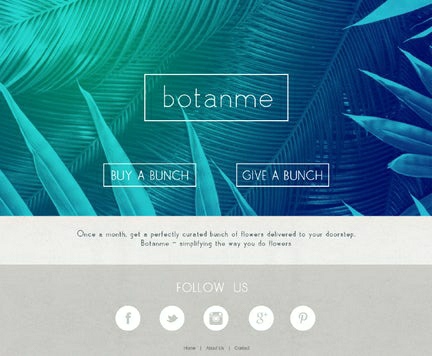 botanme
BUY A BUNCH GIVE A BUNCH
Once a month, get a perfectly curated bunch of flowers delivered to your doorstep.
Botanme - simplifying the way you do flowers
FOLLOW US
Home | About Us | Contact